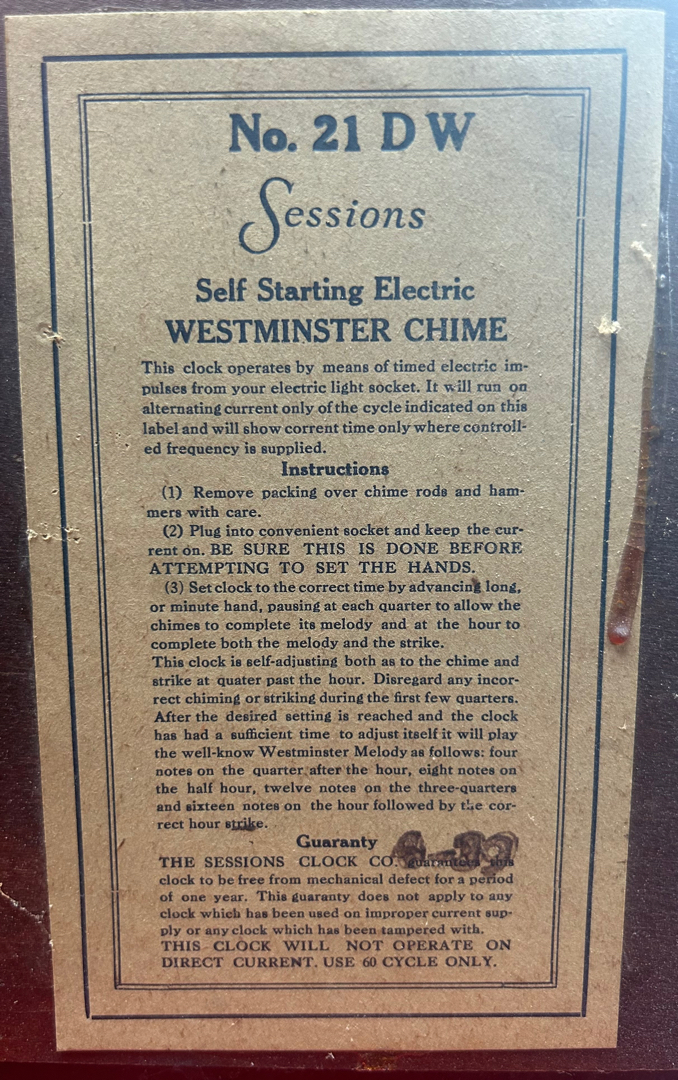 No. 21 D W
Sessions
Self Starting Electric
WESTMINSTER CHIME
This clock operates by means of timed electric im-
pulses from your electric light socket. It will run on
alternating current only of the cycle indicated on this
label and will show corrent time only where controll-
ed frequency is supplied.
Instructions
(1) Remove packing over chime rods and ham-
mers with care.
(2) Plug into convenient socket and keep the cur-
rent on. BE SURE THIS IS DONE BEFORE
ATTEMPTING TO SET THE HANDS.
(3) Set clock to the correct time by advancing long,
or minute hand, pausing at each quarter to allow the
chimes to complete its melody and at the hour to
complete both the melody and the strike.
This clock is self-adjusting both as to the chime and
strike at quater past the hour. Disregard any incor-
rect chiming or striking during the first few quarters.
After the desired setting is reached and the clock
has had a sufficient time to adjust itself it will play
the well-know Westminster Melody as follows: four
notes on the quarter after the hour, eight notes on
the half hour, twelve notes on the three-quarters
and sixteen notes on the hour followed by the cor-
rect hour strike.
Guaranty
THE SESSIONS CLOCK CO. guarantees this
clock to be free from mechanical defect for a period
of one year. This guaranty does not apply to any
clock which has been used on improper current sup-
ply or any clock which has been tampered with.
THIS CLOCK WILL NOT OPERATE ON
DIRECT CURRENT. USE 60 CYCLE ONLY.